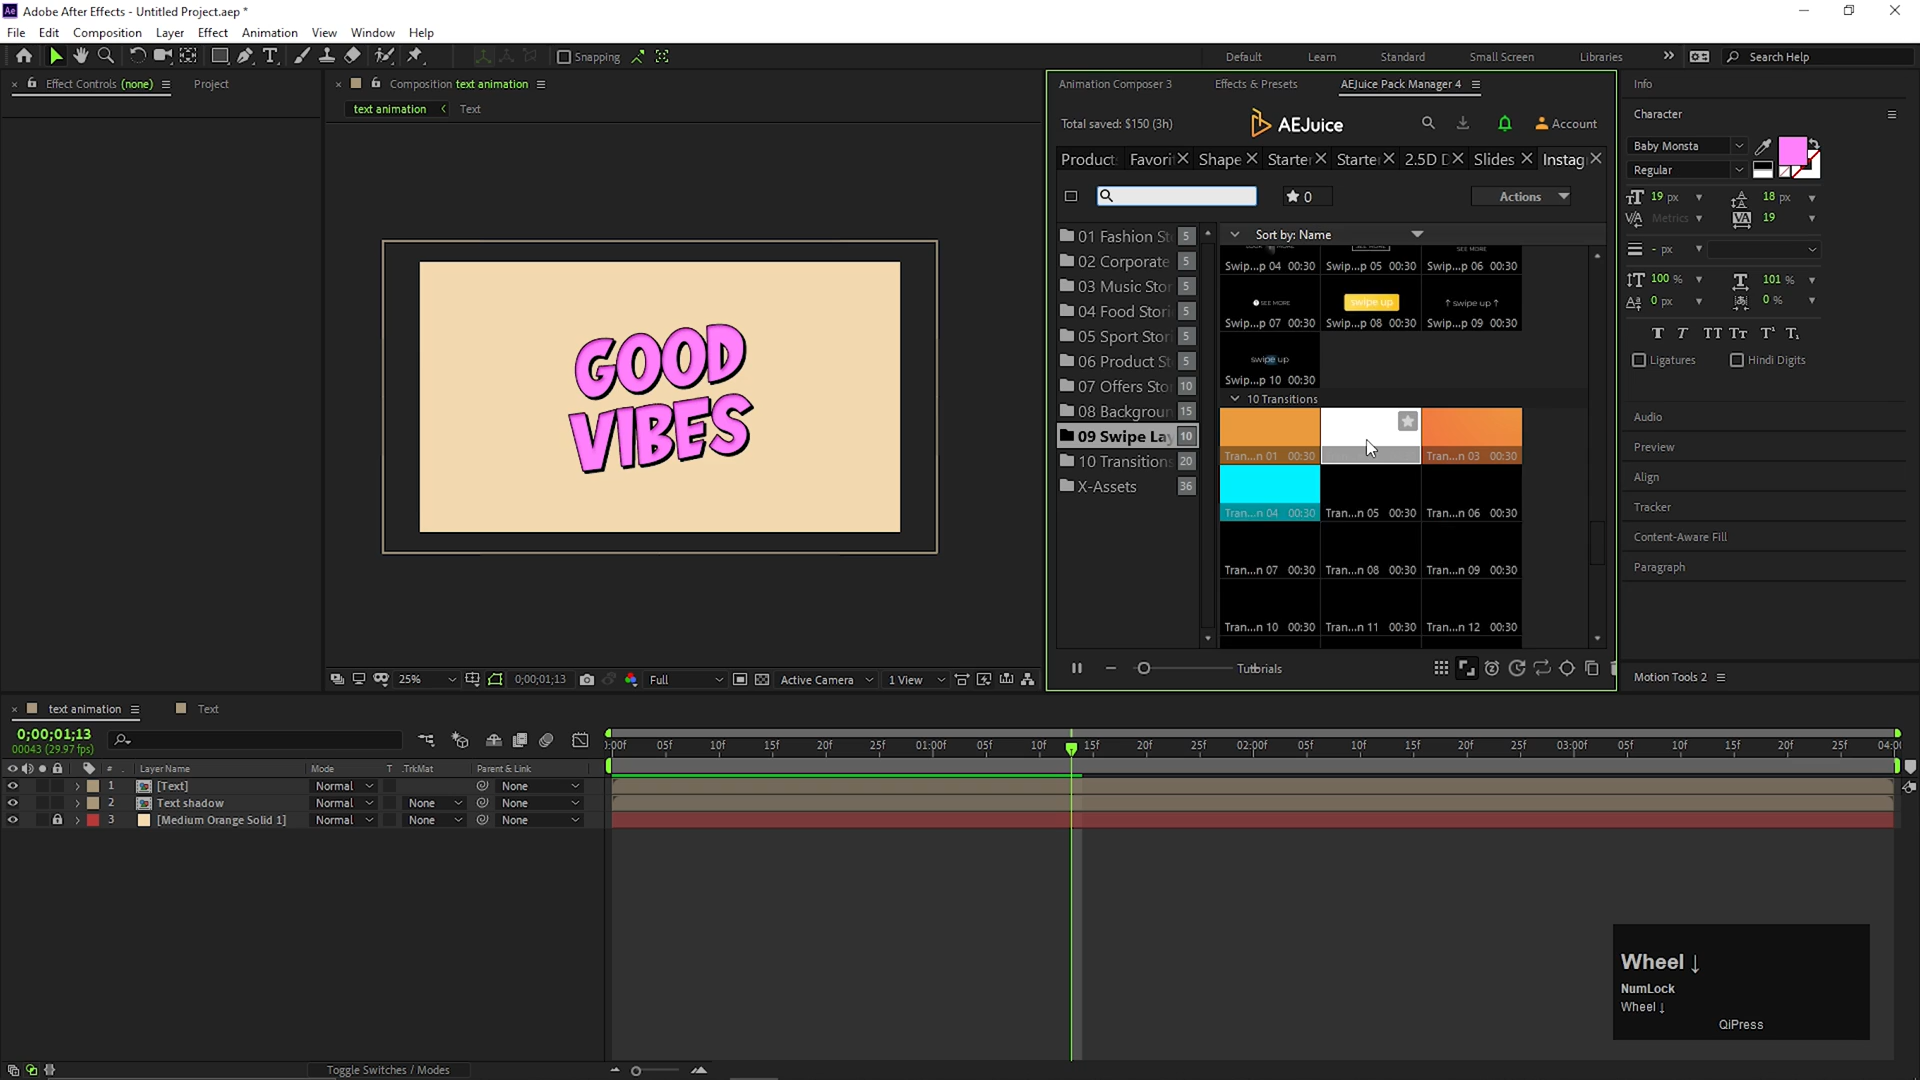 Adobe After Effects - Untitled Project.aep *
File Edit Composition Layer Effect Animation View Window Help
Snapping
Default Learn Standard Small Screen Libraries Search Help
Effect Controls (none) Project
Composition text animation
text animation Text
Animation Composer 3 Effects & Presets AEJuice Pack Manager 4
Total saved: $150 (3h) AEJuice Account
Product Favori Shape Starter Starte 2.5D D Slides Instag
0 Actions
01 Fashion St 5
02 Corporate 5
03 Music Stor 5
04 Food Stori 5
05 Sport Stor 5
06 Product St 5
07 Offers Sto 10
08 Backgroun 15
09 Swipe Lay 10
10 Transitions 20
X-Assets 36
Sort by: Name
SEE MORE
Swip...p 04 00:30 Swip...p 05 00:30 Swip...p 06 00:30
SEE MORE swipe up ↑ swipe up ↑
Swip...p 07 00:30 Swip...p 08 00:30 Swip...p 09 00:30
swipe up
Swip...p 10 00:30
10 Transitions
Tran...n 01 00:30 Tran...n 03 00:30
Tran...n 04 00:30 Tran...n 05 00:30 Tran...n 06 00:30
Tran...n 07 00:30 Tran...n 08 00:30 Tran...n 09 00:30
Tran...n 10 00:30 Tran...n 11 00:30 Tran...n 12 00:30
Tutorials
Info
Character
Baby Monsta
Regular
19 px 18 px
Metrics 19
- px
100 % 101 %
0 px 0 %
Ligatures Hindi Digits
Audio
Preview
Align
Tracker
Content-Aware Fill
Paragraph
Motion Tools 2
GOOD
VIBES
25% 0;00;01;13 Full Active Camera 1 View
text animation Text
0;00;01;13
00043 (29.97 fps)
:00f 05f 10f 15f 20f 25f 01:00f 05f 10f 15f 20f 25f 02:00f 05f 10f 15f 20f 25f 03:00f 05f 10f 15f 20f 25f 04:0
# Layer Name Mode T .TrkMat Parent & Link
1 [Text] Normal None
2 Text shadow Normal None None
3 [Medium Orange Solid 1] Normal None None
Toggle Switches / Modes
Wheel ↓
NumLock
Wheel ↓
QiPress